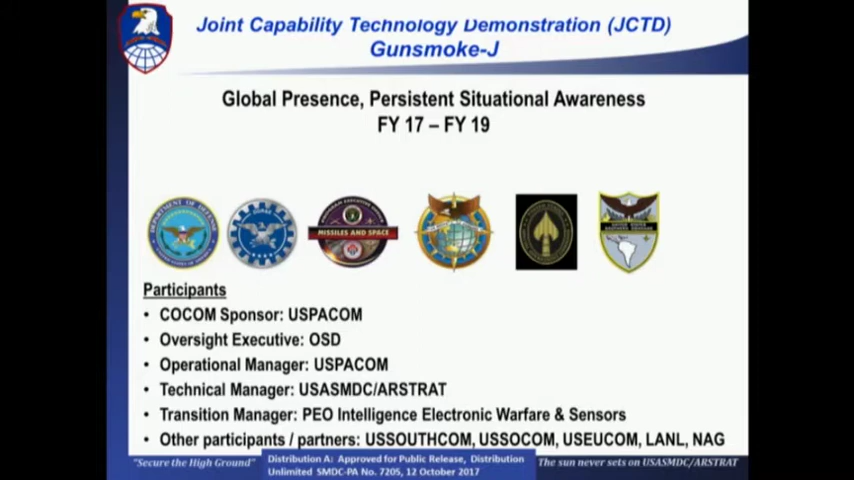 Joint Capability Technology Demonstration (JCTD)
Gunsmoke-J
Global Presence, Persistent Situational Awareness
FY 17 – FY 19
DEPARTMENT OF DEFENSE
MISSILES AND SPACE
Participants
• COCOM Sponsor: USPACOM
• Oversight Executive: OSD
• Operational Manager: USPACOM
• Technical Manager: USASMDC/ARSTRAT
• Transition Manager: PEO Intelligence Electronic Warfare & Sensors
• Other participants / partners: USSOUTHCOM, USSOCOM, USEUCOM, LANL, NAG
"Secure the High Ground"
Distribution A: Approved for Public Release, Distribution
Unlimited SMDC-PA No. 7205, 12 October 2017
The sun never sets on USASMDC/ARSTRAT